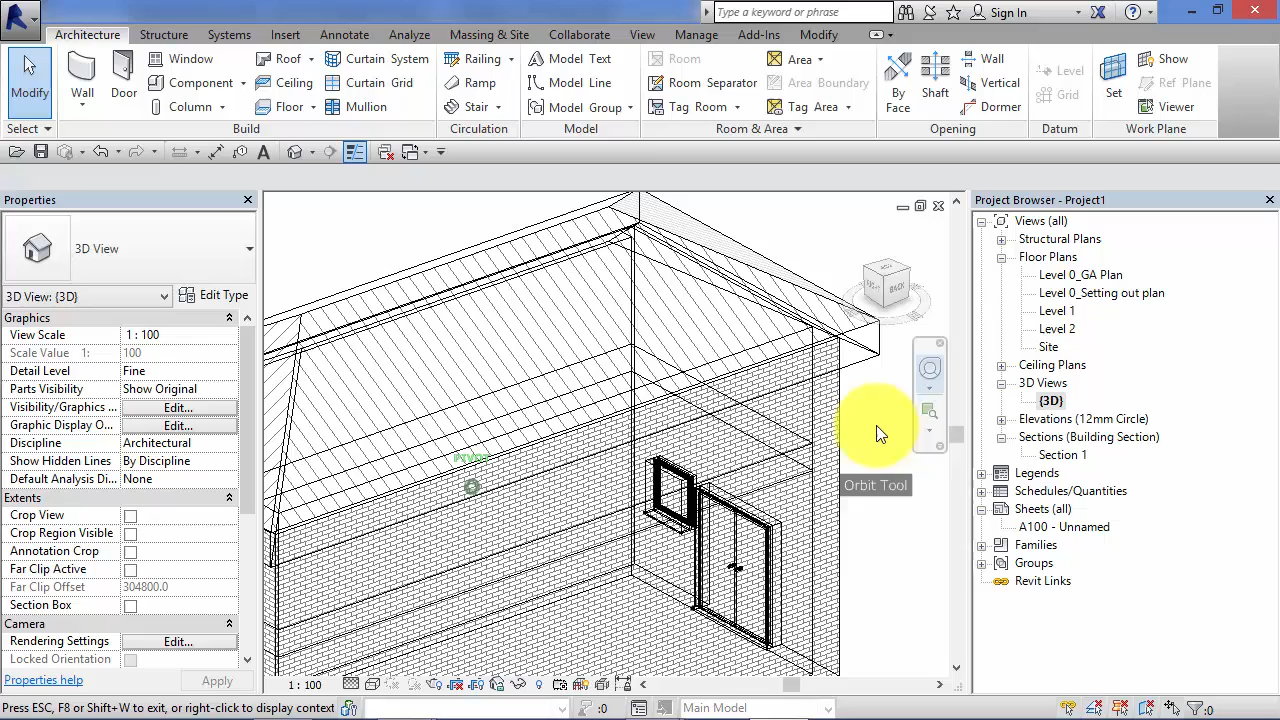 Type a keyword or phrase
Sign In
Architecture Structure Systems Insert Annotate Analyze Massing & Site Collaborate View Manage Add-Ins Modify
Modify Wall Door Window Roof Curtain System Railing Model Text Room Area By Face Shaft Wall Level Set Show
Component Ceiling Curtain Grid Ramp Model Line Room Separator Area Boundary Vertical Grid Ref Plane
Column Floor Mullion Stair Model Group Tag Room Tag Area Dormer Viewer
Select Build Circulation Model Room & Area Opening Datum Work Plane
Properties
3D View
3D View: {3D} Edit Type
Graphics
View Scale 1 : 100
Scale Value 1: 100
Detail Level Fine
Parts Visibility Show Original
Visibility/Graphics ... Edit...
Graphic Display O... Edit...
Discipline Architectural
Show Hidden Lines By Discipline
Default Analysis Di... None
Extents
Crop View
Crop Region Visible
Annotation Crop
Far Clip Active
Far Clip Offset 304800.0
Section Box
Camera
Rendering Settings Edit...
Locked Orientation
Properties help Apply
BACK
PIVOT
Orbit Tool
1 : 100
Project Browser - Project1
Views (all)
Structural Plans
Floor Plans
Level 0_GA Plan
Level 0_Setting out plan
Level 1
Level 2
Site
Ceiling Plans
3D Views
{3D}
Elevations (12mm Circle)
Sections (Building Section)
Section 1
Legends
Schedules/Quantities
Sheets (all)
A100 - Unnamed
Families
Groups
Revit Links
Press ESC, F8 or Shift+W to exit, or right-click to display context :0 Main Model :0